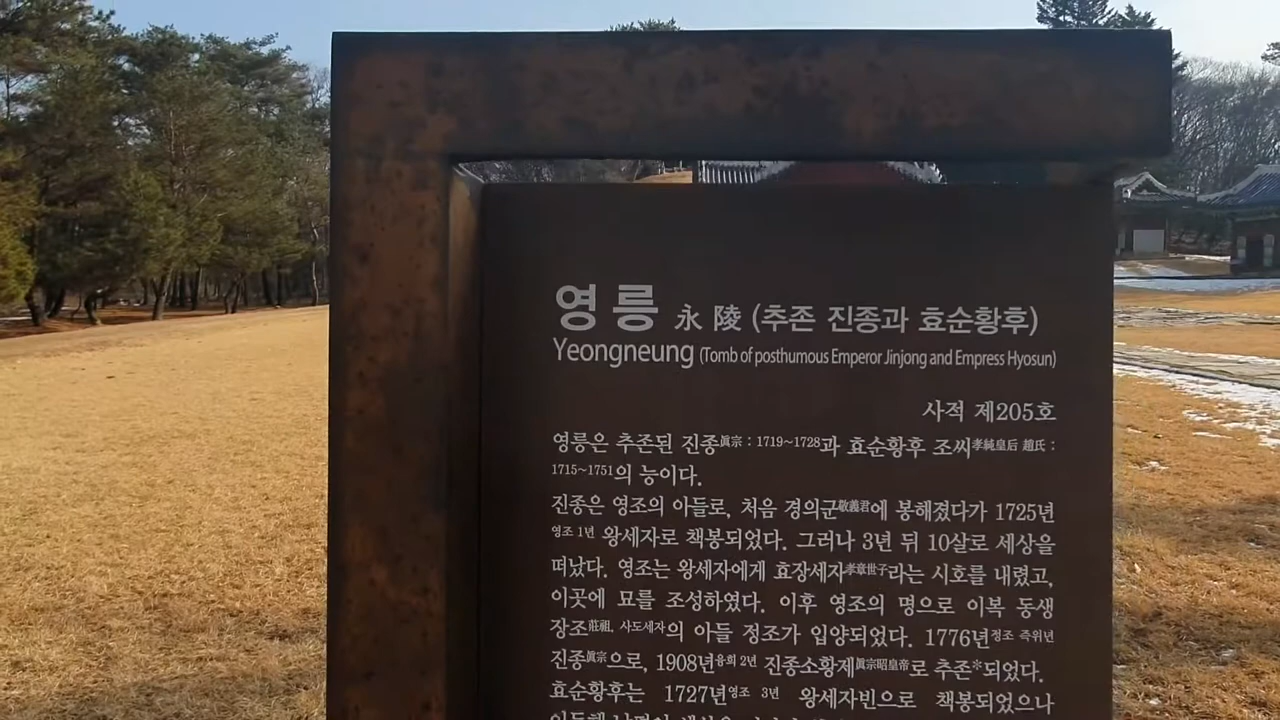 영릉 永 陵 (추존 진종과 효순황후)
Yeongneung (Tomb of posthumous Emperor Jinjong and Empress Hyosun)
사적 제205호
영릉은 추존된 진종眞宗 : 1719~1728과 효순황후 조씨孝純皇后 趙氏 :
1715~1751의 능이다.
진종은 영조의 아들로, 처음 경의군敬義君에 봉해졌다가 1725년
영조 1년 왕세자로 책봉되었다. 그러나 3년 뒤 10살로 세상을
떠났다. 영조는 왕세자에게 효장세자孝章世子라는 시호를 내렸고,
이곳에 묘를 조성하였다. 이후 영조의 명으로 이복 동생
장조莊祖, 사도세자의 아들 정조가 입양되었다. 1776년정조 즉위년
진종眞宗으로, 1908년융희 2년 진종소황제眞宗昭皇帝로 추존*되었다.
효순황후는 1727년영조 3년 왕세자빈으로 책봉되었으나